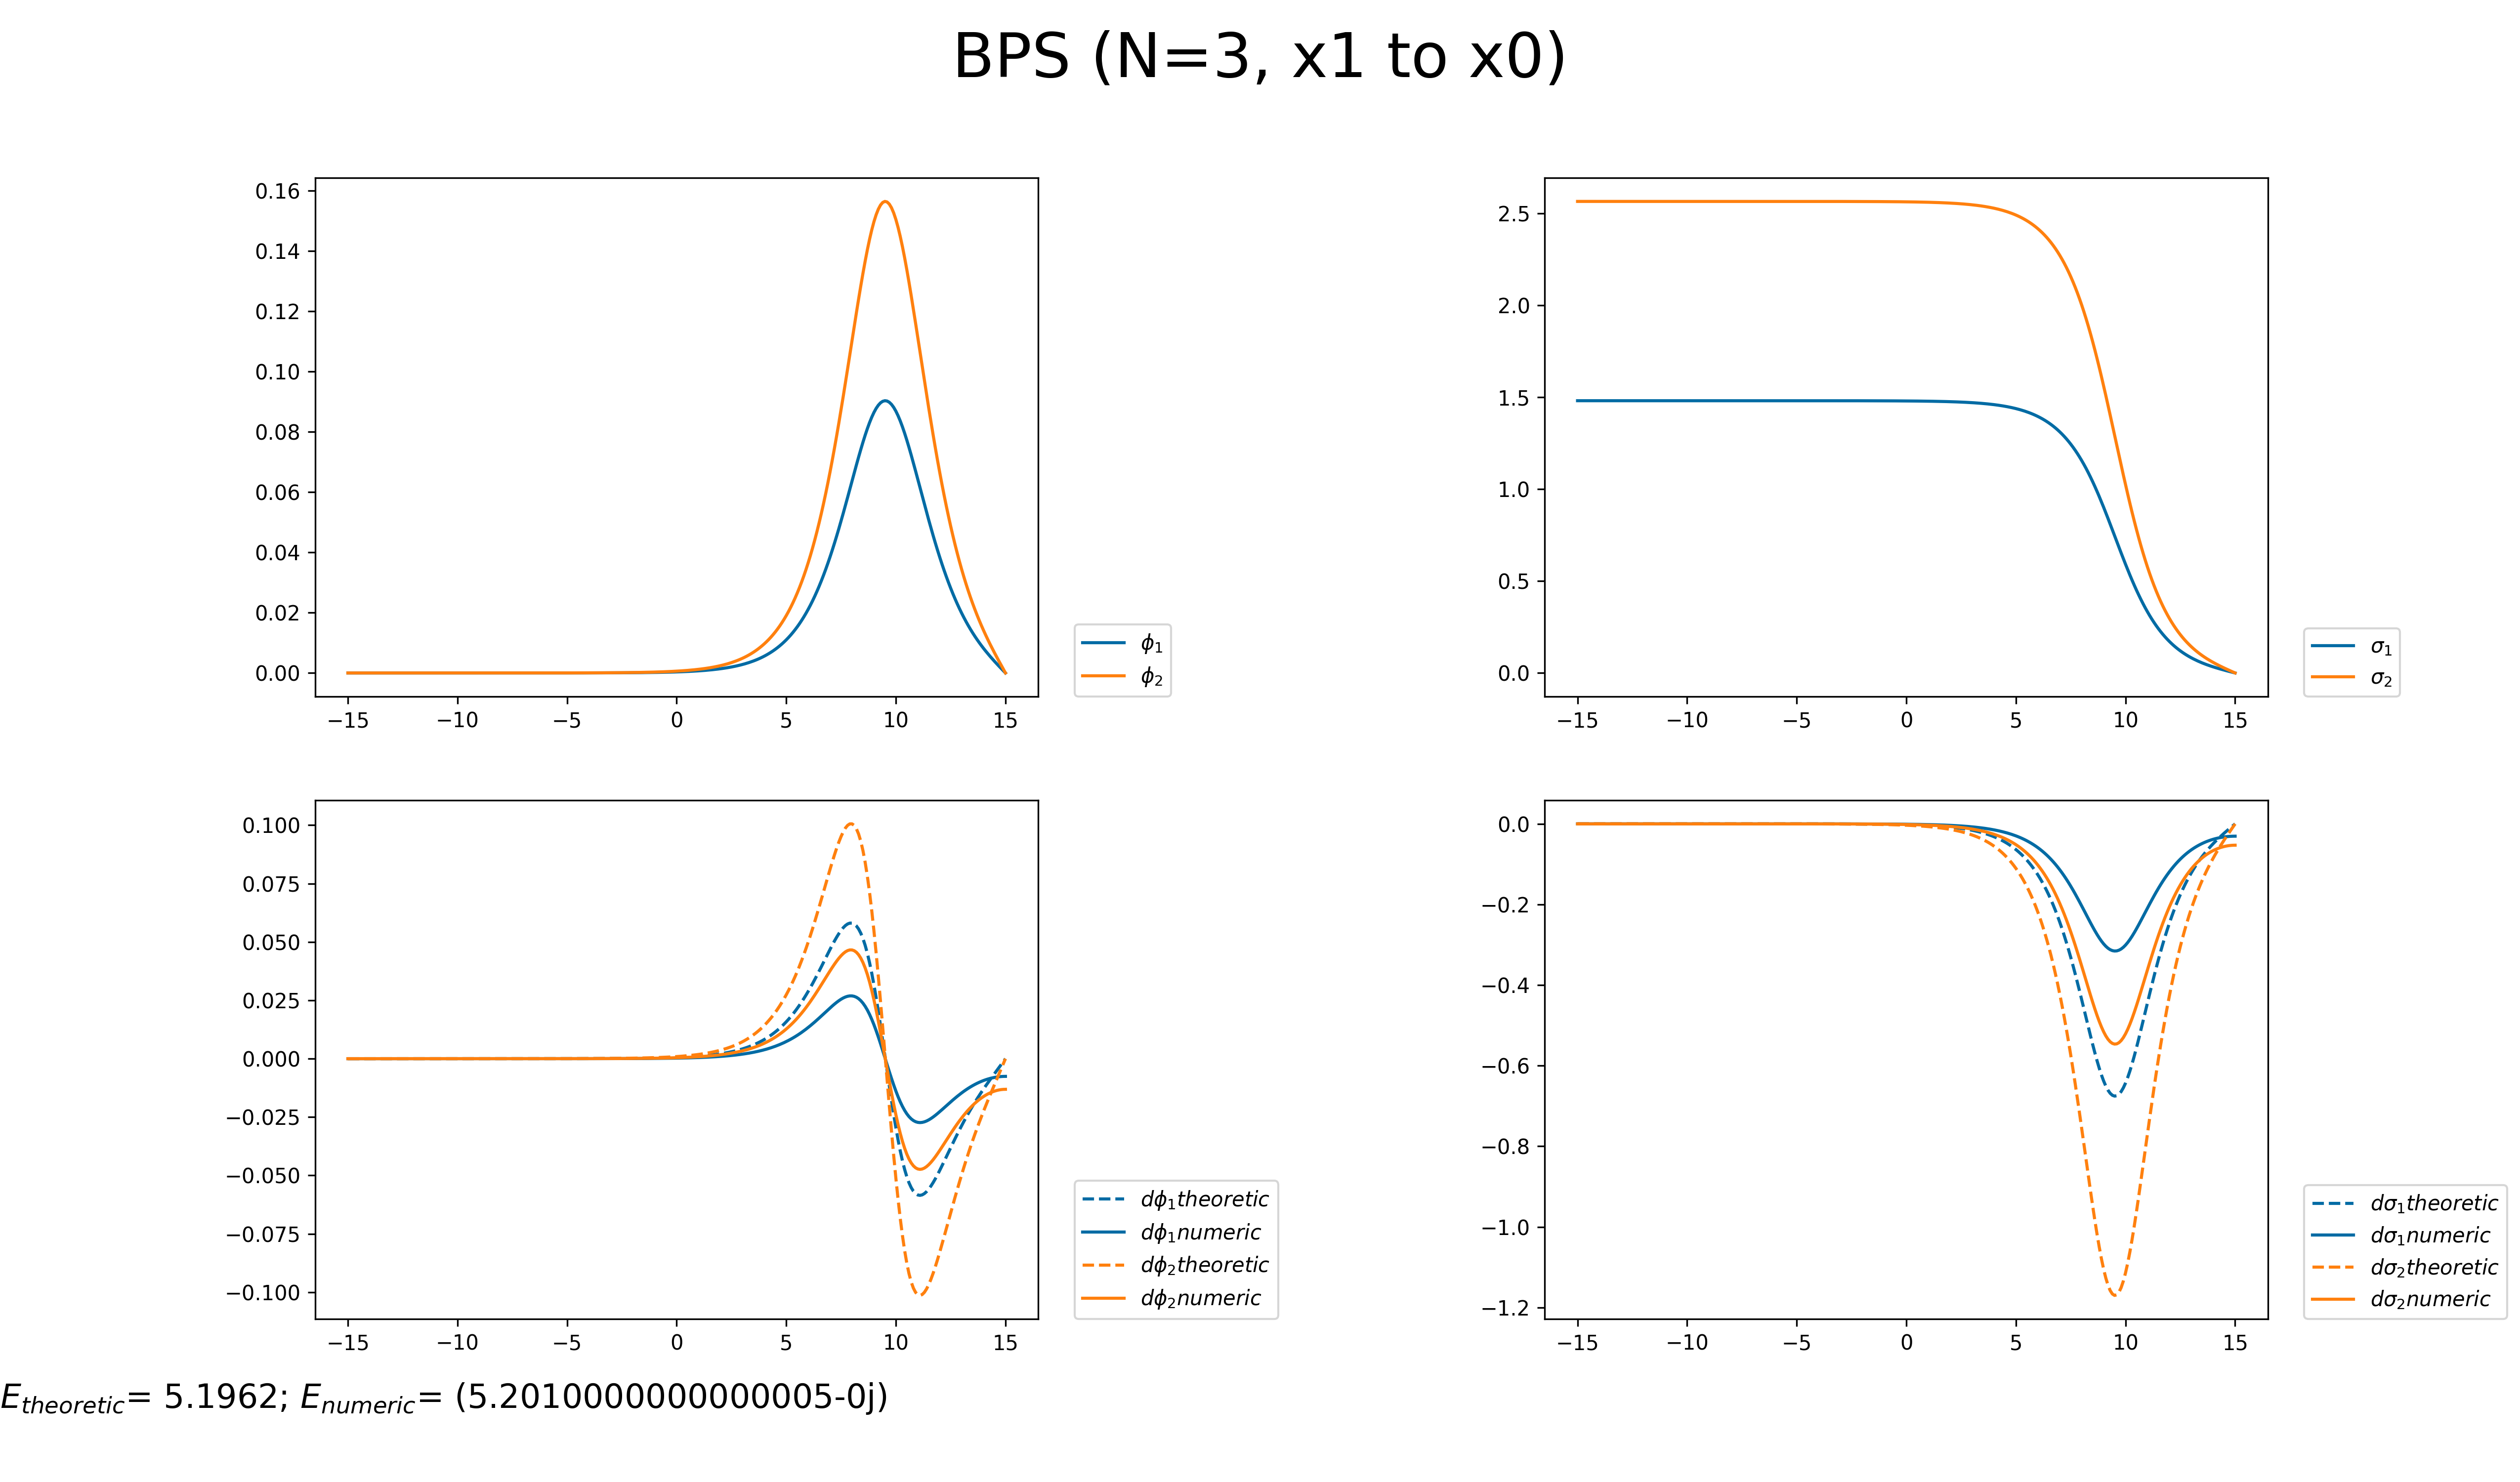 BPS (N=3, x1 to x0)
0.16
0.14
0.12
0.10
0.08
0.06
0.04
0.02
0.00
−15 −10 −5 0 5 10 15
ϕ₁
ϕ₂
2.5
2.0
1.5
1.0
0.5
0.0
−15 −10 −5 0 5 10 15
σ₁
σ₂
0.100
0.075
0.050
0.025
0.000
−0.025
−0.050
−0.075
−0.100
−15 −10 −5 0 5 10 15
dϕ₁theoretic
dϕ₁numeric
dϕ₂theoretic
dϕ₂numeric
0.0
−0.2
−0.4
−0.6
−0.8
−1.0
−1.2
−15 −10 −5 0 5 10 15
dσ₁theoretic
dσ₁numeric
dσ₂theoretic
dσ₂numeric
E_theoretic= 5.1962; E_numeric= (5.2010000000000005-0j)